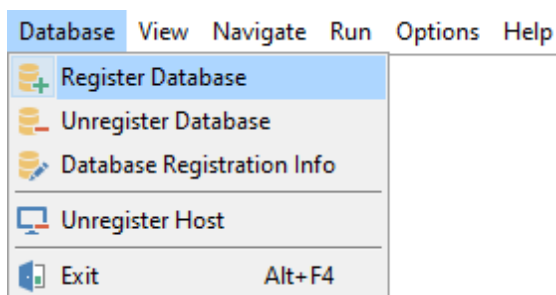 Database View Navigate Run Options Help
Register Database
Unregister Database
Database Registration Info
Unregister Host
Exit Alt+F4